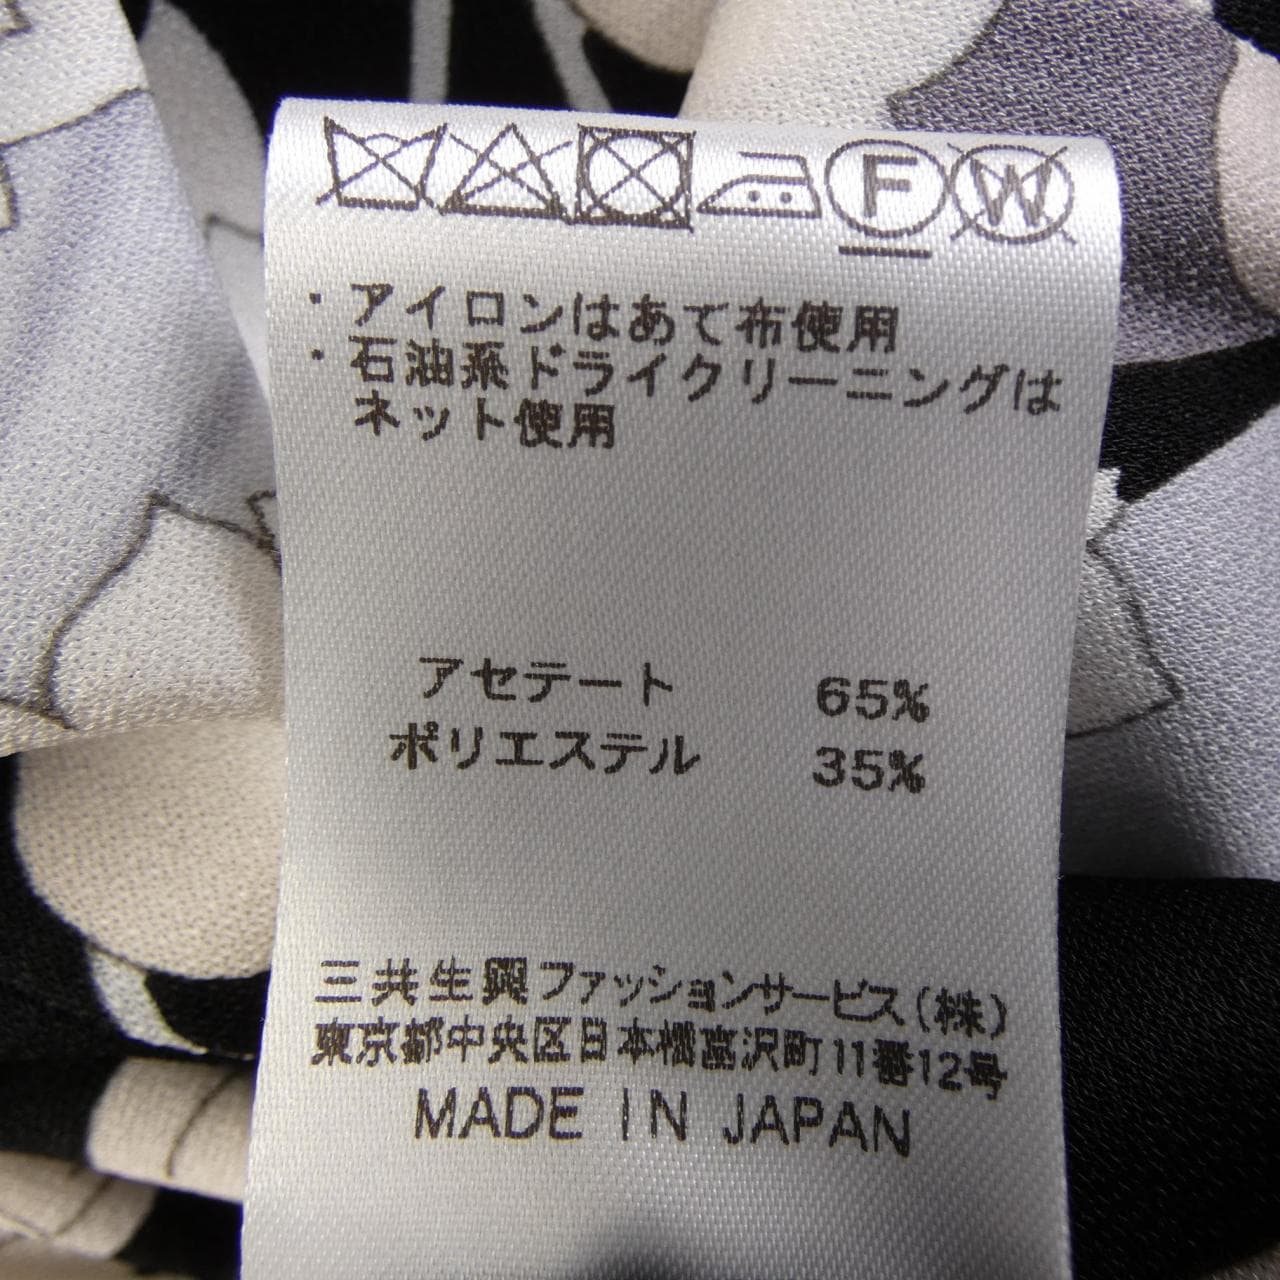 F W
・アイロンはあて布使用
・石油系ドライクリーニングは
ネット使用
アセテート 65%
ポリエステル 35%
三共生興ファッションサービス(株)
東京都中央区日本橋富沢町11番12号
MADE IN JAPAN